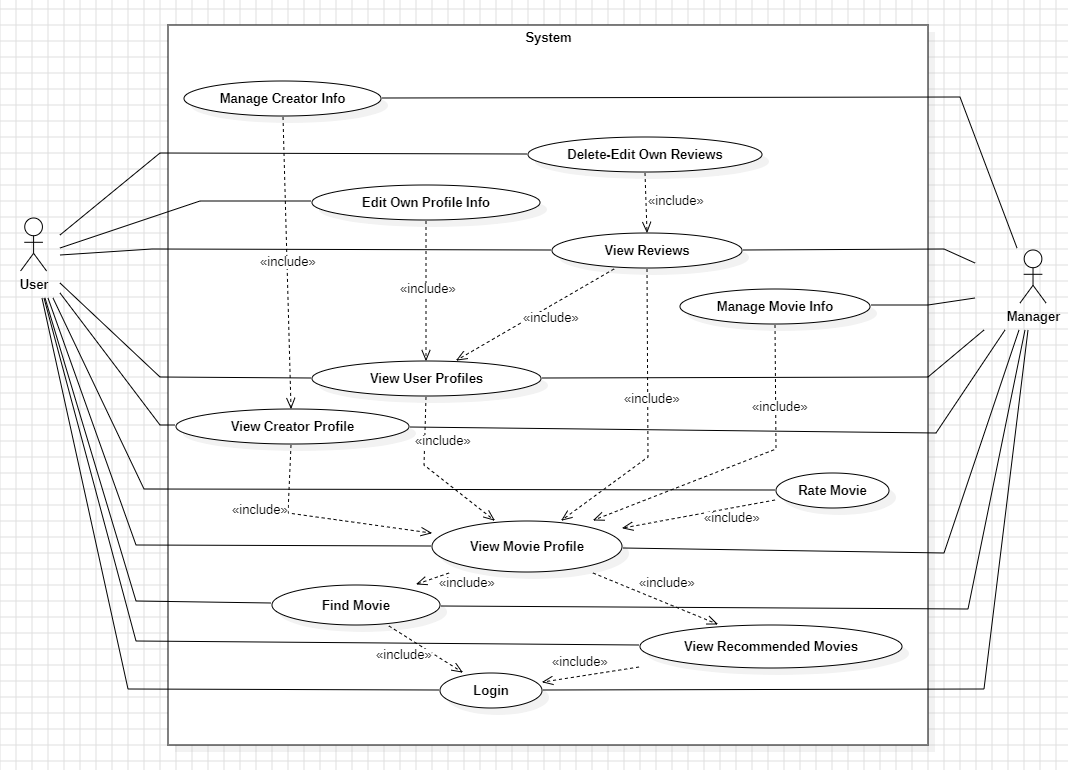 System
Manage Creator Info
Delete-Edit Own Reviews
Edit Own Profile Info
«include»
User
View Reviews
«include»
Manager
«include»
Manage Movie Info
«include»
View User Profiles
«include»
«include»
View Creator Profile
«include»
Rate Movie
«include»
«include»
View Movie Profile
«include»
«include»
Find Movie
View Recommended Movies
«include»
«include»
Login